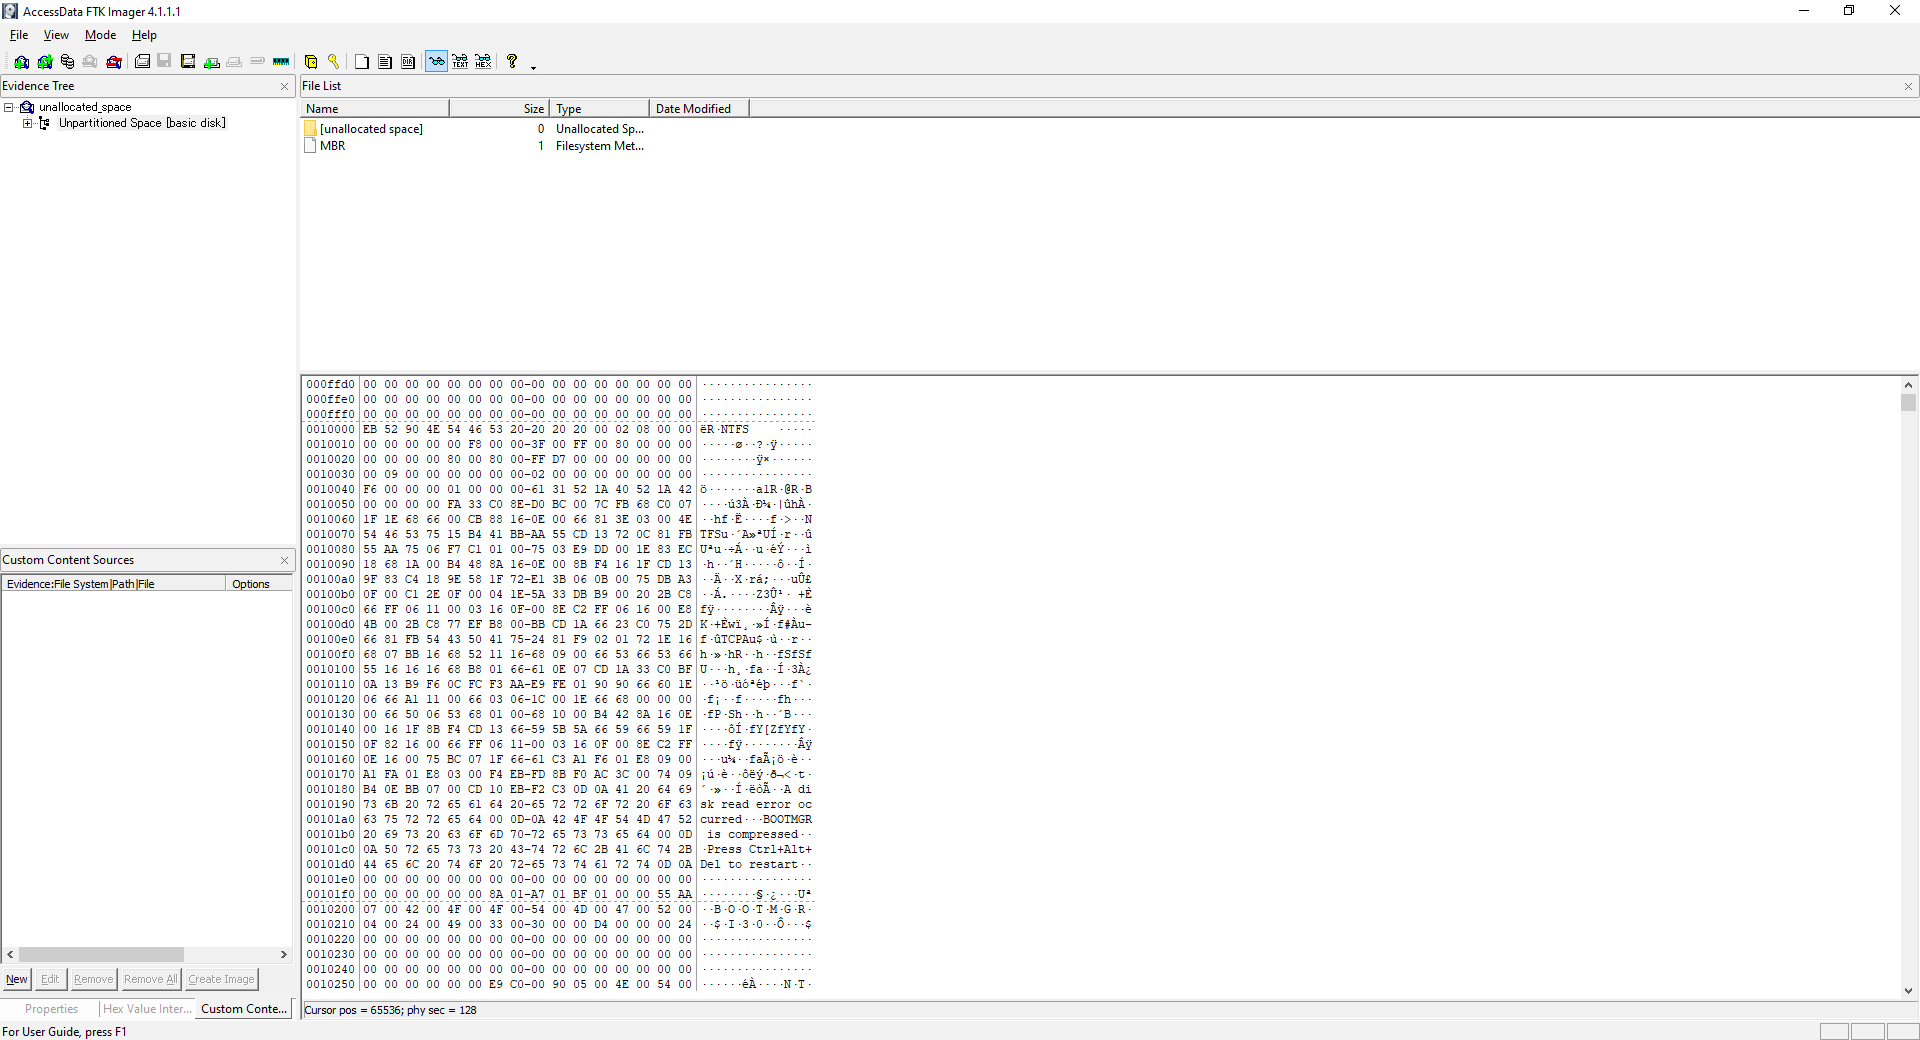 AccessData FTK Imager 4.1.1.1
File View Mode Help
Evidence Tree
unallocated_space
Unpartitioned Space [basic disk]
Custom Content Sources
Evidence:File System|Path|File Options
New Edit Remove Remove All Create Image
Properties Hex Value Inter... Custom Conte...
File List
Name Size Type Date Modified
[unallocated space] 0 Unallocated Sp...
MBR 1 Filesystem Met...
000ffd0 00 00 00 00 00 00 00 00-00 00 00 00 00 00 00 00 ················
000ffe0 00 00 00 00 00 00 00 00-00 00 00 00 00 00 00 00 ················
000fff0 00 00 00 00 00 00 00 00-00 00 00 00 00 00 00 00 ················
0010000 EB 52 90 4E 54 46 53 20-20 20 20 00 02 08 00 00 ëR·NTFS    ·····
0010010 00 00 00 00 00 F8 00 00-3F 00 FF 00 80 00 00 00 ·····ø··?·ÿ·····
0010020 00 00 00 00 80 00 80 00-FF D7 00 00 00 00 00 00 ········ÿ×······
0010030 00 09 00 00 00 00 00 00-02 00 00 00 00 00 00 00 ················
0010040 F6 00 00 00 01 00 00 00-61 31 52 1A 40 52 1A 42 ö·······a1R·@R·B
0010050 00 00 00 00 FA 33 C0 8E-D0 BC 00 7C FB 68 C0 07 ····ú3À·Ð¼·|ûhÀ·
0010060 1F 1E 68 66 00 CB 88 16-0E 00 66 81 3E 03 00 4E ··hf·Ë····f·>··N
0010070 54 46 53 75 15 B4 41 BB-AA 55 CD 13 72 0C 81 FB TFSu·´A»ªUÍ·r··û
0010080 55 AA 75 06 F7 C1 01 00-75 03 E9 DD 00 1E 83 EC Uªu·÷Á··u·éÝ···ì
0010090 18 68 1A 00 B4 48 8A 16-0E 00 8B F4 16 1F CD 13 ·h··´H·····ô··Í·
00100a0 9F 83 C4 18 9E 58 1F 72-E1 3B 06 0B 00 75 DB A3 ··Ä··X·rá;···uÛ£
00100b0 0F 00 C1 2E 0F 00 04 1E-5A 33 DB B9 00 20 2B C8 ··Á.····Z3Û¹· +È
00100c0 66 FF 06 11 00 03 16 0F-00 8E C2 FF 06 16 00 E8 fÿ········Âÿ···è
00100d0 4B 00 2B C8 77 EF B8 00-BB CD 1A 66 23 C0 75 2D K·+Èwï¸·»Í·f#Àu-
00100e0 66 81 FB 54 43 50 41 75-24 81 F9 02 01 72 1E 16 f·ûTCPAu$·ù··r··
00100f0 68 07 BB 16 68 52 11 16-68 09 00 66 53 66 53 66 h·»·hR··h··fSfSf
0010100 55 16 16 16 68 B8 01 66-61 0E 07 CD 1A 33 C0 BF U···h¸·fa··Í·3À¿
0010110 0A 13 B9 F6 0C FC F3 AA-E9 FE 01 90 90 66 60 1E ··¹ö·üóªéþ···f`·
0010120 06 66 A1 11 00 66 03 06-1C 00 1E 66 68 00 00 00 ·f¡··f·····fh···
0010130 00 66 50 06 53 68 01 00-68 10 00 B4 42 8A 16 0E ·fP·Sh··h··´B···
0010140 00 16 1F 8B F4 CD 13 66-59 5B 5A 66 59 66 59 1F ····ôÍ·fY[ZfYfY·
0010150 0F 82 16 00 66 FF 06 11-00 03 16 0F 00 8E C2 FF ····fÿ········Âÿ
0010160 0E 16 00 75 BC 07 1F 66-61 C3 A1 F6 01 E8 09 00 ···u¼··faÃ¡ö·è··
0010170 A1 FA 01 E8 03 00 F4 EB-FD 8B F0 AC 3C 00 74 09 ¡ú·è··ôëý·ð¬<·t·
0010180 B4 0E BB 07 00 CD 10 EB-F2 C3 0D 0A 41 20 64 69 ´·»··Í·ëòÃ··A di
0010190 73 6B 20 72 65 61 64 20-65 72 72 6F 72 20 6F 63 sk read error oc
00101a0 63 75 72 72 65 64 00 0D-0A 42 4F 4F 54 4D 47 52 curred···BOOTMGR
00101b0 20 69 73 20 63 6F 6D 70-72 65 73 73 65 64 00 0D  is compressed··
00101c0 0A 50 72 65 73 73 20 43-74 72 6C 2B 41 6C 74 2B ·Press Ctrl+Alt+
00101d0 44 65 6C 20 74 6F 20 72-65 73 74 61 72 74 0D 0A Del to restart··
00101e0 00 00 00 00 00 00 00 00-00 00 00 00 00 00 00 00 ················
00101f0 00 00 00 00 00 00 8A 01-A7 01 BF 01 00 00 55 AA ········§·¿···Uª
0010200 07 00 42 00 4F 00 4F 00-54 00 4D 00 47 00 52 00 ··B·O·O·T·M·G·R·
0010210 04 00 24 00 49 00 33 00-30 00 00 D4 00 00 00 24 ··$·I·3·0··Ô···$
0010220 00 00 00 00 00 00 00 00-00 00 00 00 00 00 00 00 ················
0010230 00 00 00 00 00 00 00 00-00 00 00 00 00 00 00 00 ················
0010240 00 00 00 00 00 00 00 00-00 00 00 00 00 00 00 00 ················
0010250 00 00 00 00 00 00 E9 C0-00 90 05 00 4E 00 54 00 ······éÀ····N·T·
Cursor pos = 65536; phy sec = 128
For User Guide, press F1